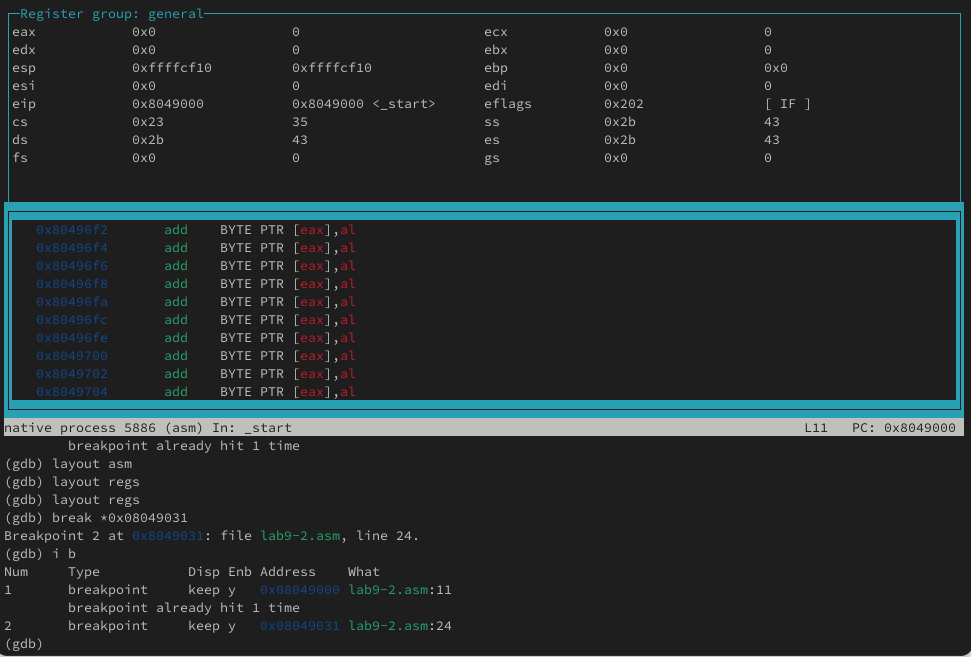 Register group: general
eax 0x0 0 ecx 0x0 0
edx 0x0 0 ebx 0x0 0
esp 0xffffcf10 0xffffcf10 ebp 0x0 0x0
esi 0x0 0 edi 0x0 0
eip 0x8049000 0x8049000 <_start> eflags 0x202 [ IF ]
cs 0x23 35 ss 0x2b 43
ds 0x2b 43 es 0x2b 43
fs 0x0 0 gs 0x0 0
0x80496f2 add BYTE PTR [eax],al
0x80496f4 add BYTE PTR [eax],al
0x80496f6 add BYTE PTR [eax],al
0x80496f8 add BYTE PTR [eax],al
0x80496fa add BYTE PTR [eax],al
0x80496fc add BYTE PTR [eax],al
0x80496fe add BYTE PTR [eax],al
0x8049700 add BYTE PTR [eax],al
0x8049702 add BYTE PTR [eax],al
0x8049704 add BYTE PTR [eax],al
native process 5886 (asm) In: _start L11 PC: 0x8049000
breakpoint already hit 1 time
(gdb) layout asm
(gdb) layout regs
(gdb) layout regs
(gdb) break *0x08049031
Breakpoint 2 at 0x8049031: file lab9-2.asm, line 24.
(gdb) i b
Num Type Disp Enb Address What
1 breakpoint keep y 0x08049000 lab9-2.asm:11
breakpoint already hit 1 time
2 breakpoint keep y 0x08049031 lab9-2.asm:24
(gdb)